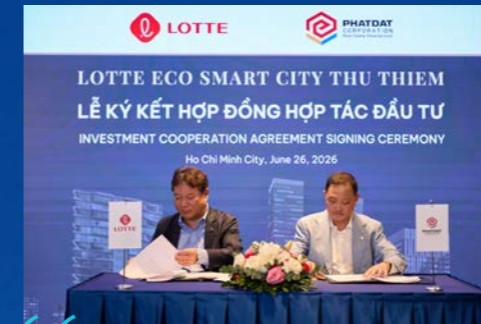 LOTTE
PHATDAT
CORPORATION
LOTTE ECO SMART CITY THU THIEM
LỄ KÝ KẾT HỢP ĐỒNG HỢP TÁC ĐẦU TƯ
INVESTMENT COOPERATION AGREEMENT SIGNING CEREMONY
Ho Chi Minh City, June 26, 2026
LOTTE